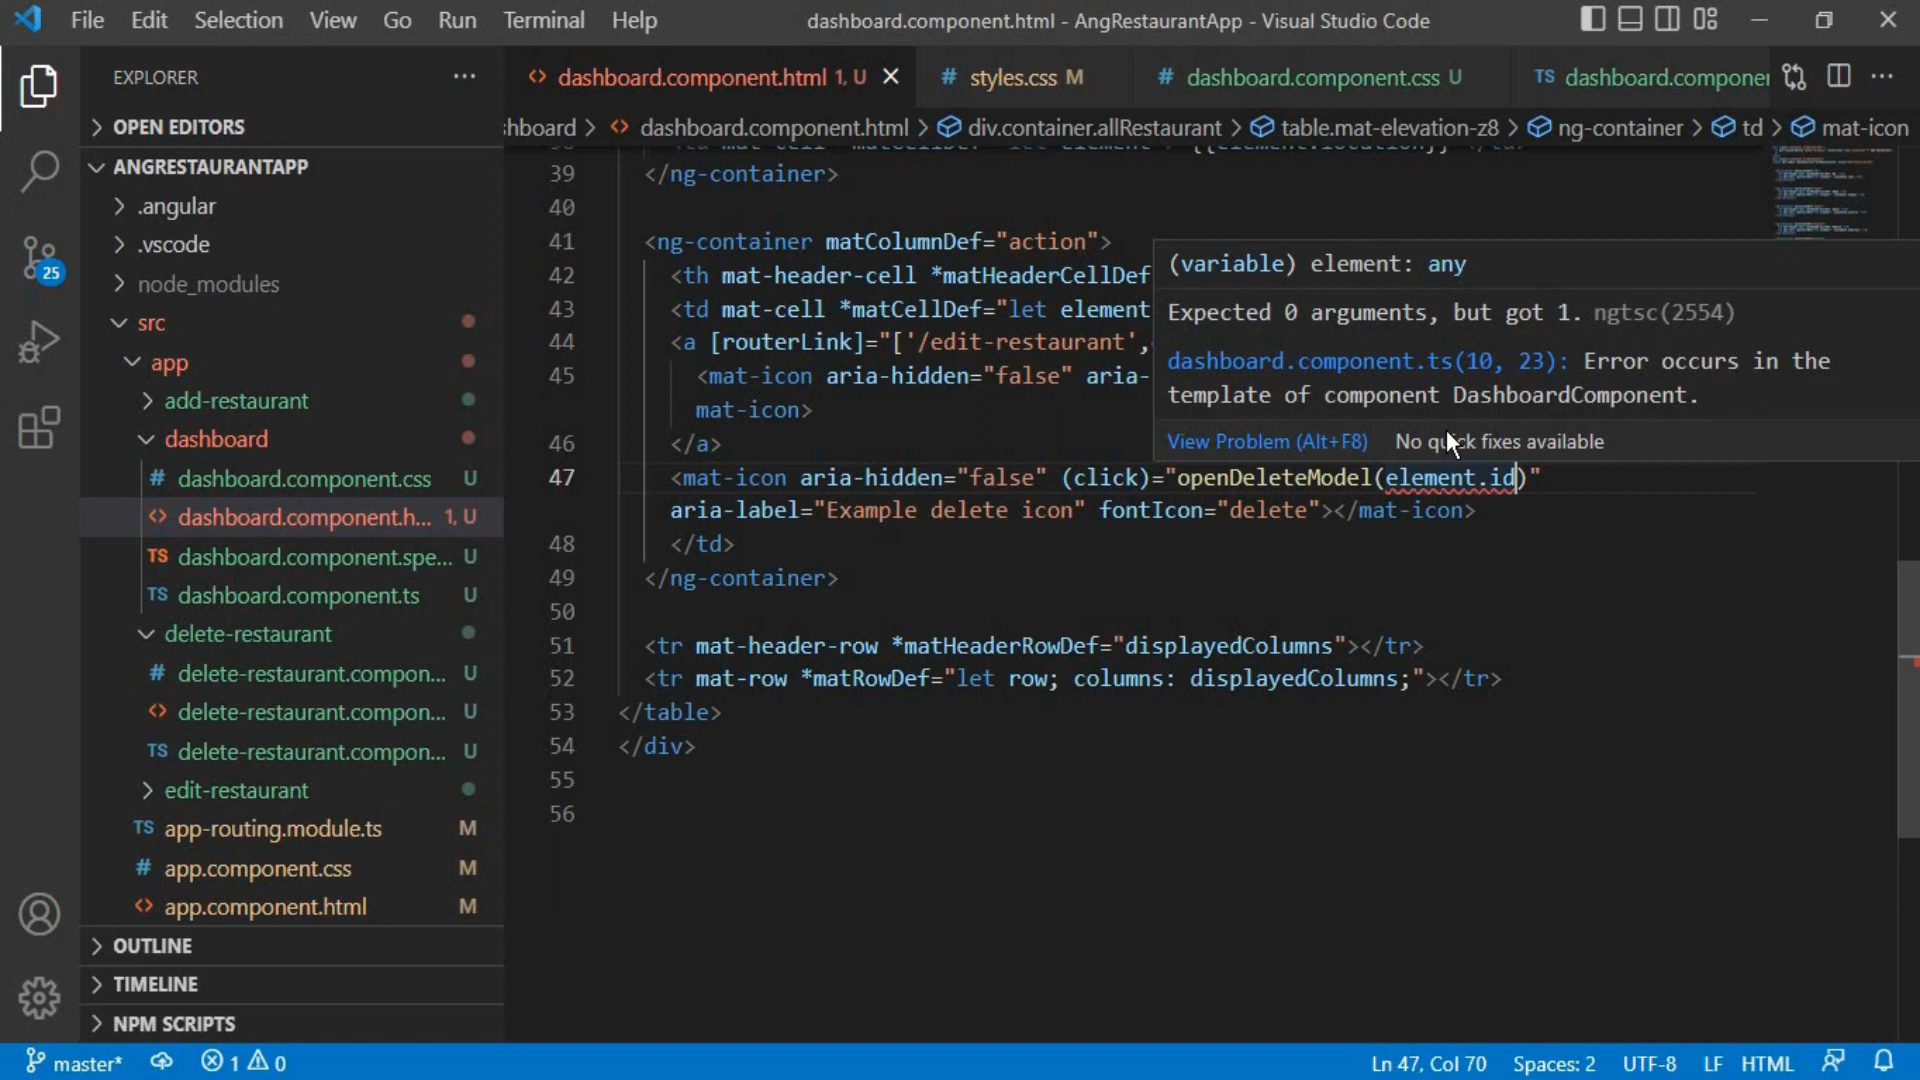 File Edit Selection View Go Run Terminal Help
dashboard.component.html - AngRestaurantApp - Visual Studio Code
EXPLORER
dashboard.component.html 1, U
# styles.css M
# dashboard.component.css U
TS dashboard.componen
OPEN EDITORS
hboard > dashboard.component.html > div.container.allRestaurant > table.mat-elevation-z8 > ng-container > td > mat-icon
ANGRESTAURANTAPP
.angular
.vscode
node_modules
src
app
add-restaurant
dashboard
# dashboard.component.css U
dashboard.component.h... 1, U
TS dashboard.component.spe... U
TS dashboard.component.ts U
delete-restaurant
# delete-restaurant.compon... U
delete-restaurant.compon... U
TS delete-restaurant.compon... U
edit-restaurant
TS app-routing.module.ts M
# app.component.css M
app.component.html M
OUTLINE
TIMELINE
NPM SCRIPTS
25
39 </ng-container>
40
41 <ng-container matColumnDef="action">
42 <th mat-header-cell *matHeaderCellDef
43 <td mat-cell *matCellDef="let element
44 <a [routerLink]="['/edit-restaurant',
45 <mat-icon aria-hidden="false" aria-
mat-icon>
46 </a>
47 <mat-icon aria-hidden="false" (click)="openDeleteModel(element.id)"
aria-label="Example delete icon" fontIcon="delete"></mat-icon>
48 </td>
49 </ng-container>
50
51 <tr mat-header-row *matHeaderRowDef="displayedColumns"></tr>
52 <tr mat-row *matRowDef="let row; columns: displayedColumns;"></tr>
53 </table>
54 </div>
55
56
(variable) element: any
Expected 0 arguments, but got 1. ngtsc(2554)
dashboard.component.ts(10, 23): Error occurs in the
template of component DashboardComponent.
View Problem (Alt+F8) No quick fixes available
master* 1 0
Ln 47, Col 70 Spaces: 2 UTF-8 LF HTML